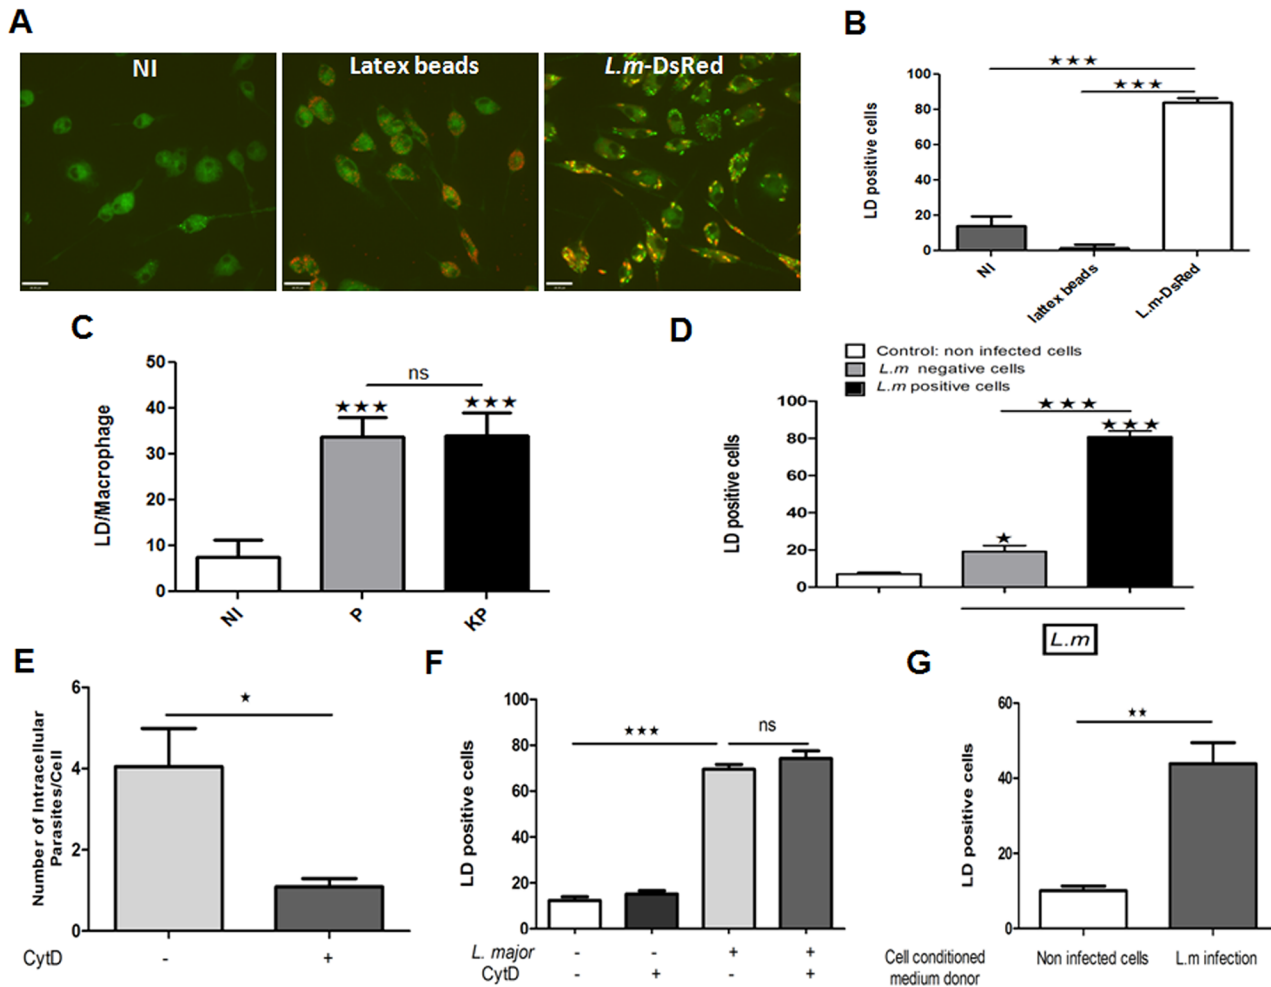 A
NI
Latex beads
L.m-DsRed
B
LD positive cells
100
80
60
40
20
0
★★★
★★★
NI
lattex beads
L.m-DsRed
C
LD/Macrophage
50
40
30
20
10
0
ns
★★★
★★★
NI
P
KP
D
Control: non infected cells
L.m negative cells
L.m positive cells
LD positive cells
100
80
60
40
20
0
★★★
★★★
★
L.m
E
Number of Intracellular
Parasites/Cell
6
4
2
0
★
CytD - +
F
LD positive cells
100
80
60
40
20
0
★★★
ns
L. major - - + +
CytD - + - +
G
LD positive cells
60
40
20
0
★★
Cell conditioned
medium donor
Non infected cells
L.m infection